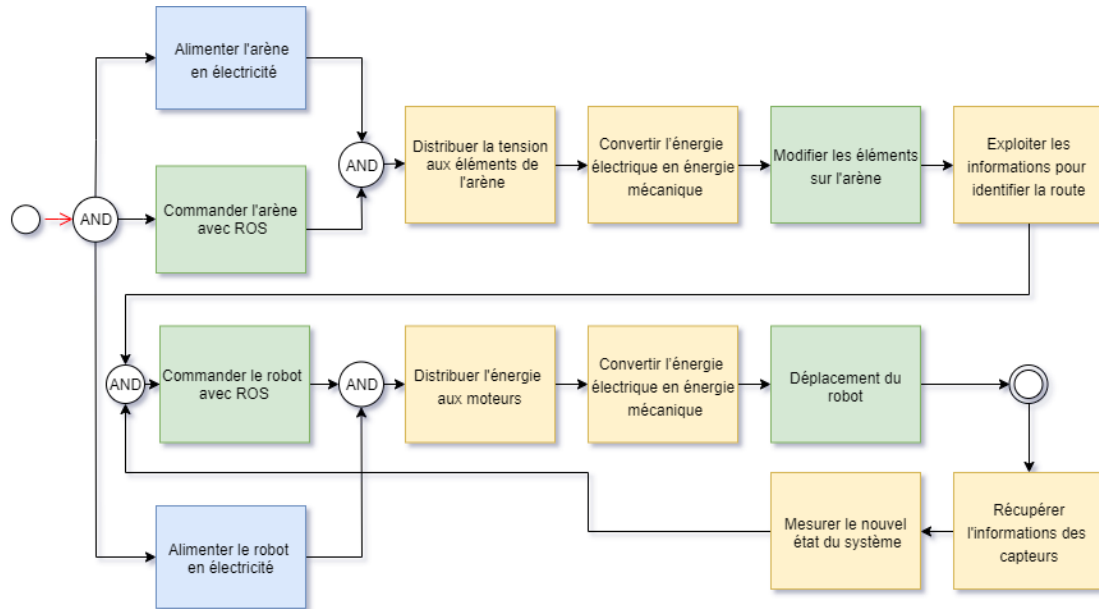 Alimenter l'arène
en électricité
AND
Commander l'arène
avec ROS
AND
Distribuer la tension
aux éléments de
l'arène
Convertir l'énergie
électrique en énergie
mécanique
Modifier les éléments
sur l'arène
Exploiter les
informations pour
identifier la route
AND
Commander le robot
avec ROS
AND
Distribuer l'énergie
aux moteurs
Convertir l'énergie
électrique en énergie
mécanique
Déplacement du
robot
Alimenter le robot
en électricité
Mesurer le nouvel
état du système
Récupérer
l'informations des
capteurs